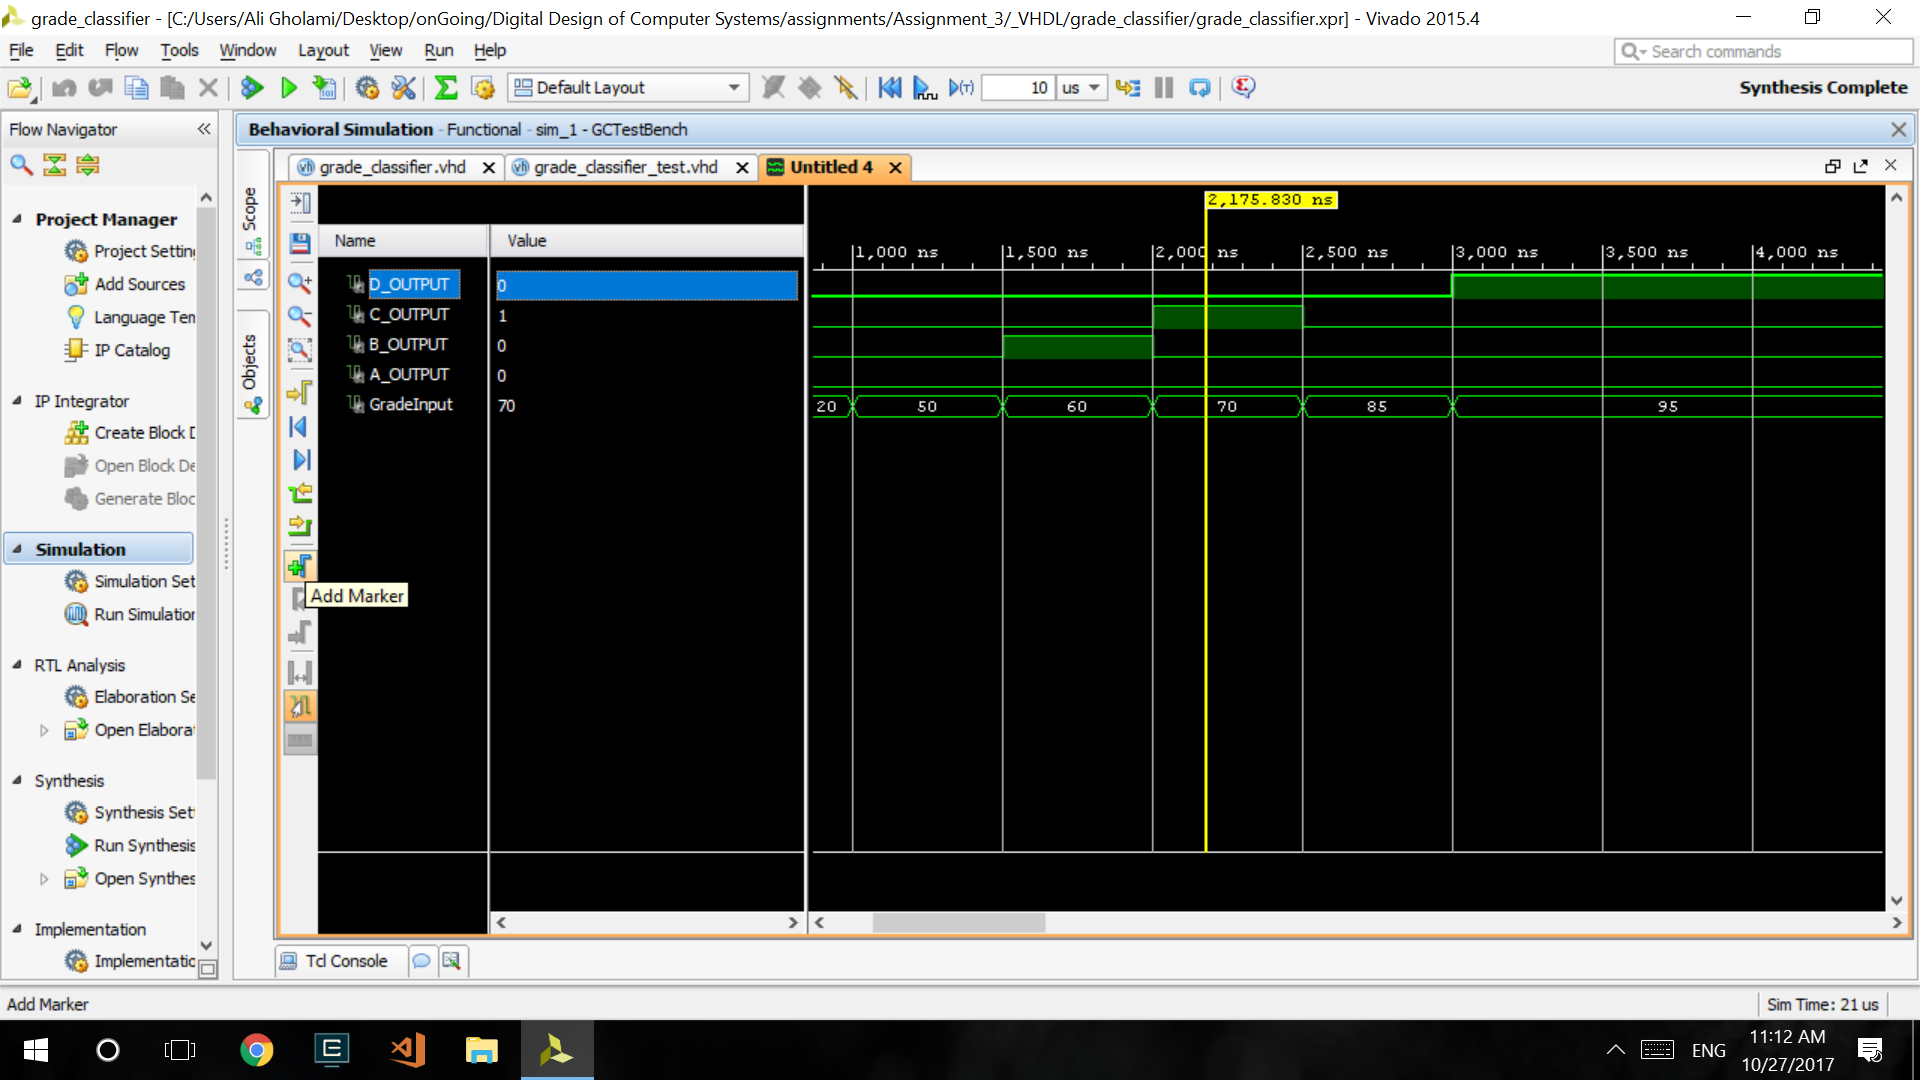 grade_classifier - [C:/Users/Ali Gholami/Desktop/onGoing/Digital Design of Computer Systems/assignments/Assignment_3/_VHDL/grade_classifier/grade_classifier.xpr] - Vivado 2015.4
File Edit Flow Tools Window Layout View Run Help
Search commands
Default Layout
10 us
Synthesis Complete
Flow Navigator
Behavioral Simulation - Functional - sim_1 - GCTestBench
grade_classifier.vhd grade_classifier_test.vhd Untitled 4
Scope
Objects
Project Manager
Project Settin
Add Sources
Language Ten
IP Catalog
IP Integrator
Create Block D
Open Block De
Generate Bloc
Simulation
Simulation Set
Run Simulation
RTL Analysis
Elaboration Se
Open Elabora
Synthesis
Synthesis Set
Run Synthesis
Open Synthes
Implementation
Implementatio
Name Value
D_OUTPUT 0
C_OUTPUT 1
B_OUTPUT 0
A_OUTPUT 0
GradeInput 70
Add Marker
2,175.830 ns
1,000 ns 1,500 ns 2,000 ns 2,500 ns 3,000 ns 3,500 ns 4,000 ns
20 50 60 70 85 95
Tcl Console
Add Marker
Sim Time: 21 us
ENG
11:12 AM
10/27/2017